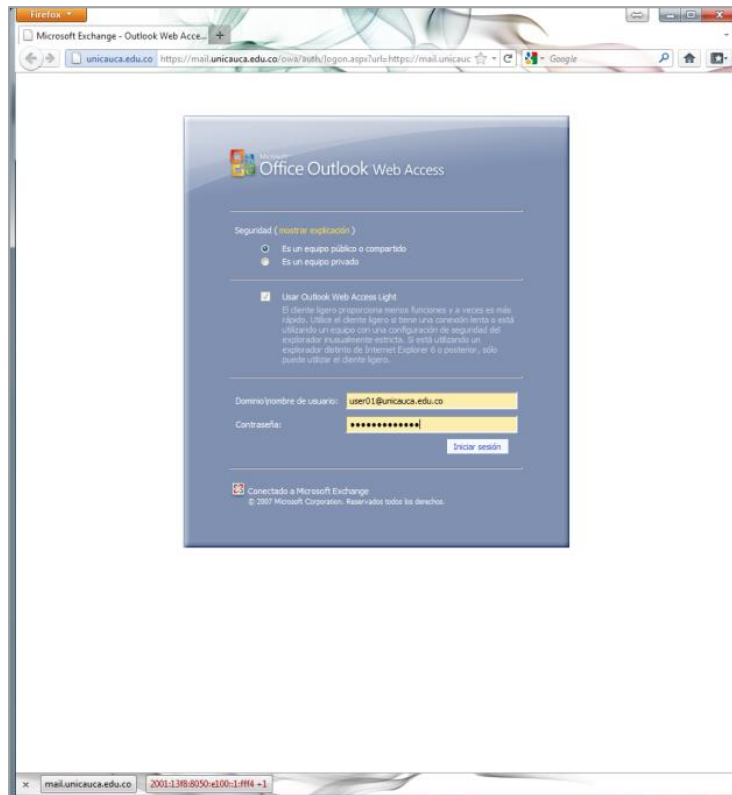 Firefox
Microsoft Exchange - Outlook Web Acce...
unicauca.edu.co https://mail.unicauca.edu.co/owa/auth/logon.aspx?url=https://mail.unicauc
Google
Microsoft
Office Outlook Web Access
Seguridad ( mostrar explicación )
Es un equipo público o compartido
Es un equipo privado
Usar Outlook Web Access Light
El cliente ligero proporciona menos funciones y a veces es más
rápido. Utilice el cliente ligero si tiene una conexión lenta o está
utilizando un equipo con una configuración de seguridad del
explorador inusualmente estricta. Si está utilizando un
explorador distinto de Internet Explorer 6 o posterior, sólo
puede utilizar el cliente ligero.
Dominio\nombre de usuario: user01@unicauca.edu.co
Contraseña:
Iniciar sesión
Conectado a Microsoft Exchange
© 2007 Microsoft Corporation. Reservados todos los derechos.
x mail.unicauca.edu.co 2001:13f8:8050:e100::1:fff4 +1